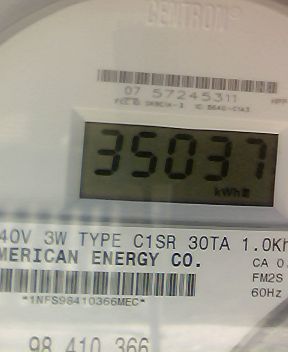 CENTRON®
07 57245311
35037
kWh
40V 3W TYPE C1SR 30TA 1.0Kh
MERICAN ENERGY CO.
CA 0.
FM2S
60Hz
*1NFS98410366MEC*
98 410 366